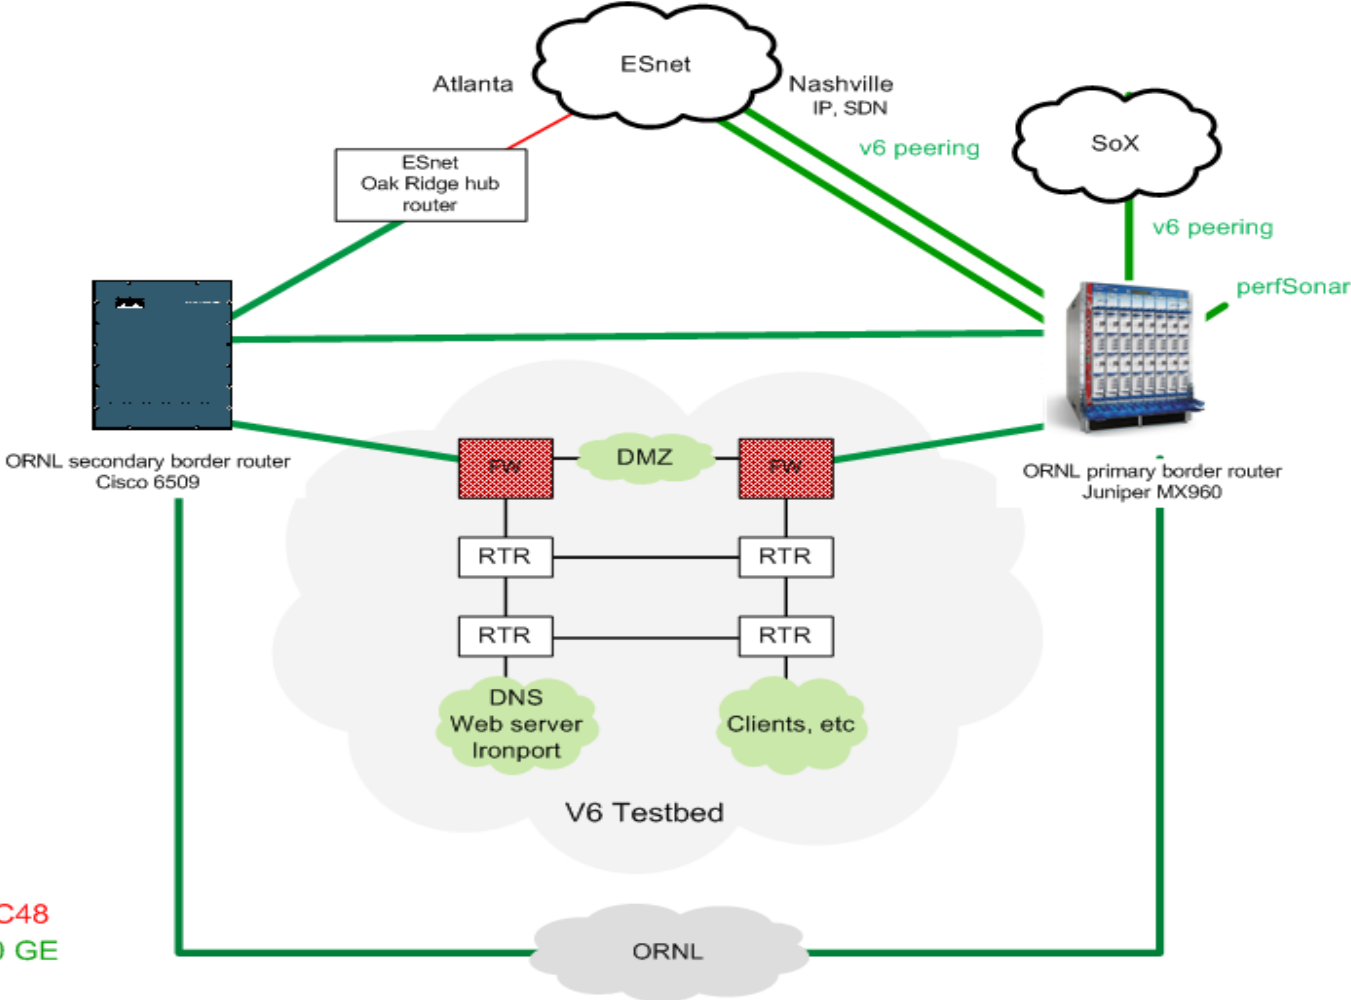 ESnet
Atlanta
Nashville
IP, SDN
v6 peering
SoX
ESnet
Oak Ridge hub
router
v6 peering
perfSonar
ORNL secondary border router
Cisco 6509
FW
DMZ
FW
ORNL primary border router
Juniper MX960
RTR
RTR
RTR
RTR
DNS
Web server
Ironport
Clients, etc
V6 Testbed
C48
GE
ORNL